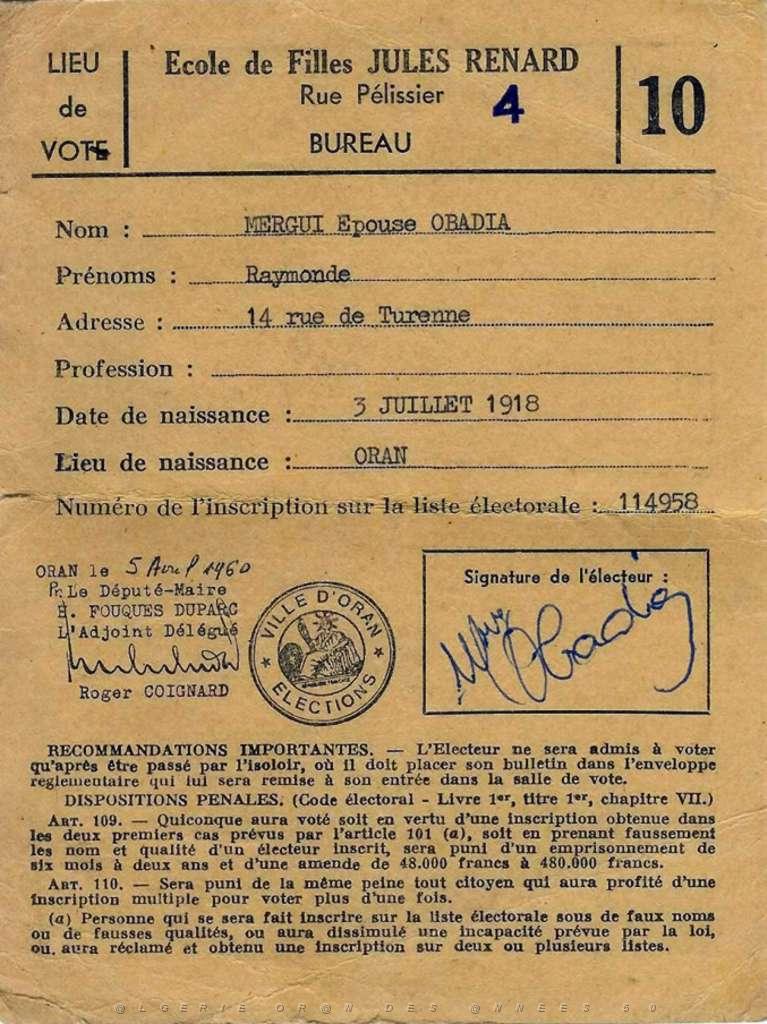 LIEU
de
VOTE
Ecole de Filles JULES RENARD
Rue Pélissier
4
BUREAU
10
Nom : MERGUI Epouse OBADIA
Prénoms : Raymonde
Adresse : 14 rue de Turenne
Profession :
Date de naissance : 3 JUILLET 1918
Lieu de naissance : ORAN
Numéro de l'inscription sur la liste électorale : 114958
ORAN le 5 Avril 1960
P. Le Député-Maire
H. FOUQUES DUPARC
L'Adjoint Délégué
Roger COIGNARD
VILLE D'ORAN
ELECTIONS
Signature de l'électeur :
Mme Obadia
RECOMMANDATIONS IMPORTANTES. — L'Electeur ne sera admis à voter
qu'après être passé par l'isoloir, où il doit placer son bulletin dans l'enveloppe
réglementaire qui lui sera remise à son entrée dans la salle de vote.
DISPOSITIONS PENALES. (Code électoral - Livre 1er, titre 1er, chapitre VII.)
ART. 109. — Quiconque aura voté soit en vertu d'une inscription obtenue dans
les deux premiers cas prévus par l'article 101 (a), soit en prenant faussement
les nom et qualité d'un électeur inscrit, sera puni d'un emprisonnement de
six mois à deux ans et d'une amende de 48.000 francs à 480.000 francs.
ART. 110. — Sera puni de la même peine tout citoyen qui aura profité d'une
inscription multiple pour voter plus d'une fois.
(a) Personne qui se sera fait inscrire sur la liste électorale sous de faux noms
ou de fausses qualités, ou aura dissimulé une incapacité prévue par la loi,
ou aura réclamé et obtenu une inscription sur deux ou plusieurs listes.
@LGERIE OR@N DES @NNEES 50